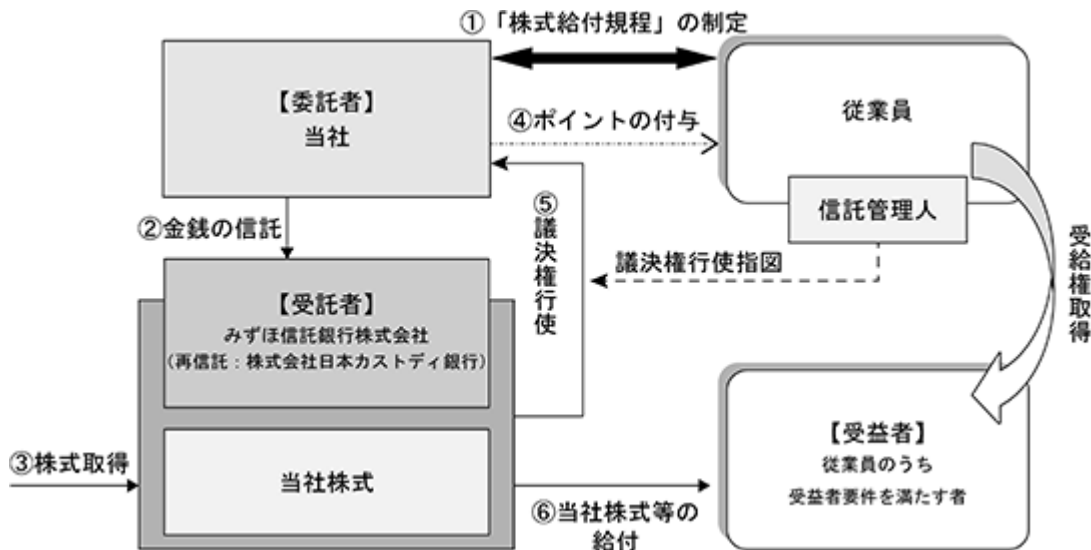 ①「株式給付規程」の制定
【委託者】
当社
④ポイントの付与
従業員
信託管理人
②金銭の信託
⑤議決権行使
議決権行使指図
受給権取得
【受託者】
みずほ信託銀行株式会社
(再信託：株式会社日本カストディ銀行)
③株式取得
当社株式
【受益者】
従業員のうち
受益者要件を満たす者
⑥当社株式等の
給付